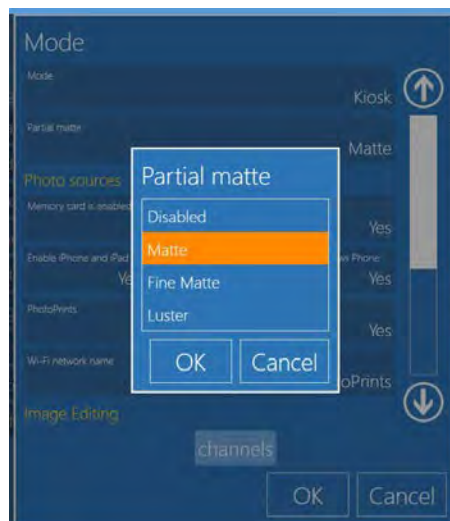 Mode
Mode
Kiosk
Partial matte
Matte
Photo sources
Partial matte
Disabled
Matte
Fine Matte
Luster
OK Cancel
Memory card is enabled
Yes
Enable iPhone and iPad
Phone
Yes
PhotoPrints
Yes
Wi-Fi network name
Image Editing
channels
OK Cancel